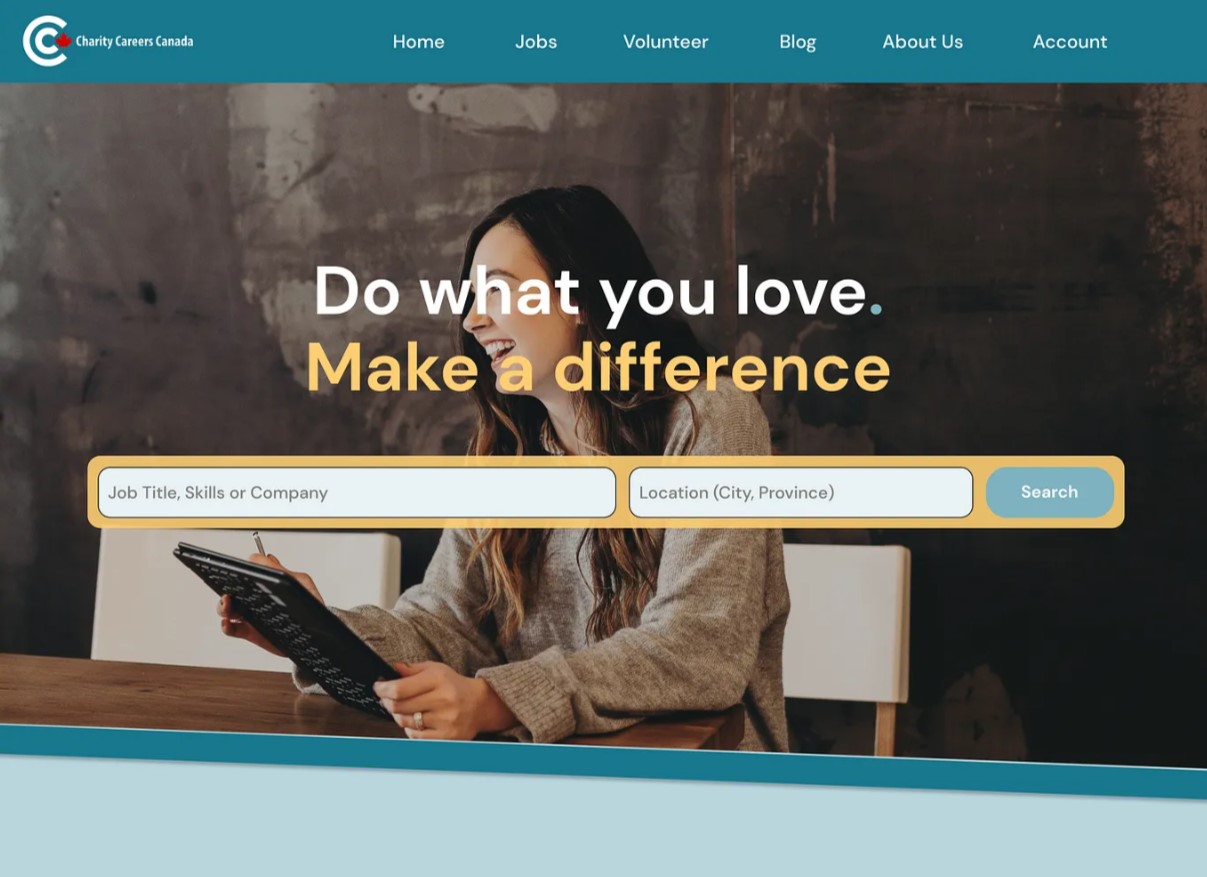 Charity Careers Canada
Home Jobs Volunteer Blog About Us Account
Do what you love.
Make a difference
Job Title, Skills or Company Location (City, Province) Search